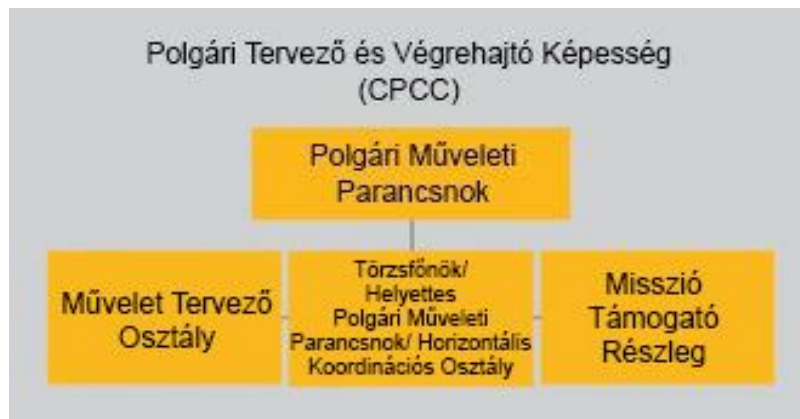 Polgári Tervező és Végrehajtó Képesség
(CPCC)
Polgári Műveleti
Parancsnok
Művelet Tervező
Osztály
Törzsfőnök/
Helyettes
Polgári Műveleti
Parancsnok/ Horizontális
Koordinációs Osztály
Misszió
Támogató
Részleg